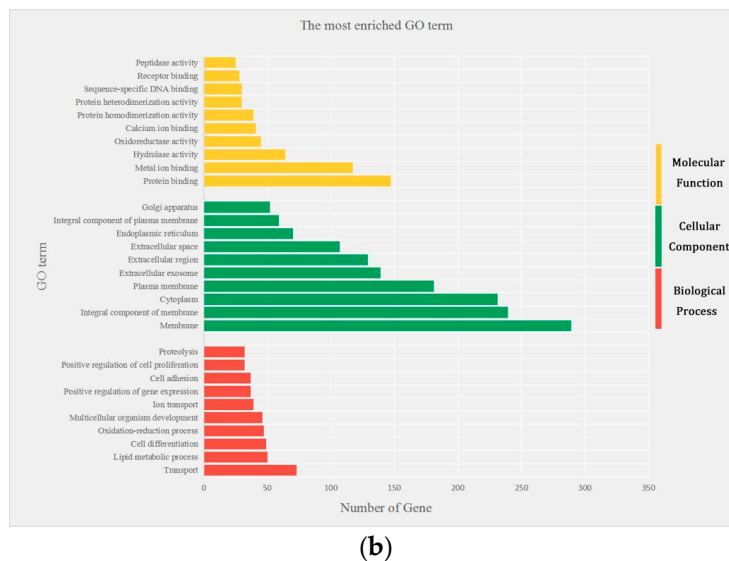 The most enriched GO term
Peptidase activity
Receptor binding
Sequence-specific DNA binding
Protein heterodimerization activity
Protein homodimerization activity
Calcium ion binding
Oxidoreductase activity
Hydrolase activity
Metal ion binding
Protein binding
Golgi apparatus
Integral component of plasma membrane
Endoplasmic reticulum
Extracellular space
Extracellular region
Extracellular exosome
Plasma membrane
Cytoplasm
Integral component of membrane
Membrane
Proteolysis
Positive regulation of cell proliferation
Cell adhesion
Positive regulation of gene expression
Ion transport
Multicellular organism development
Oxidation-reduction process
Cell differentiation
Lipid metabolic process
Transport
GO term
0 50 100 150 200 250 300 350
Number of Gene
Molecular
Function
Cellular
Component
Biological
Process
(b)